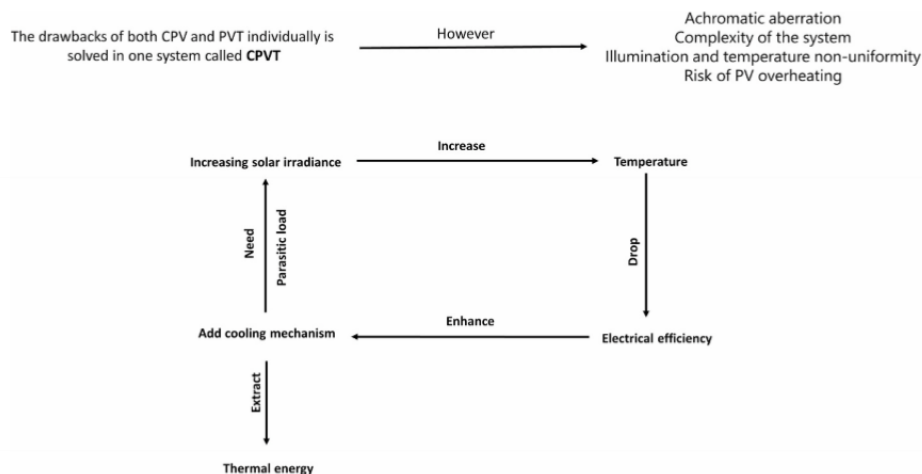 The drawbacks of both CPV and PVT individually is
solved in one system called CPVT
However
Achromatic aberration
Complexity of the system
Illumination and temperature non-uniformity
Risk of PV overheating
Increasing solar irradiance
Increase
Temperature
Need
Parasitic load
Drop
Add cooling mechanism
Enhance
Electrical efficiency
Extract
Thermal energy